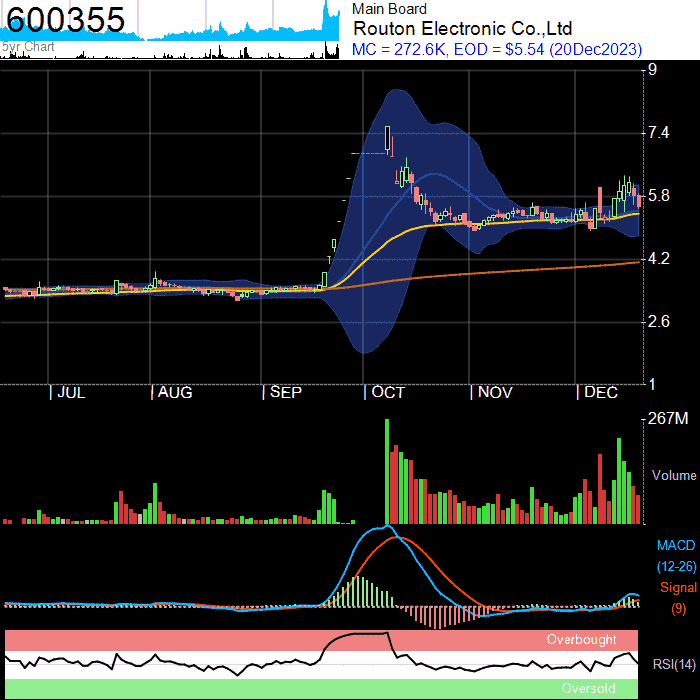 600355
5yr Chart
Main Board
Routon Electronic Co.,Ltd
MC = 272.6K, EOD = $5.54 (20Dec2023)
9
7.4
5.8
4.2
2.6
1
| JUL | AUG | SEP | OCT | NOV | DEC
267M
Volume
MACD
(12-26)
Signal
(9)
Overbought
RSI(14)
Oversold